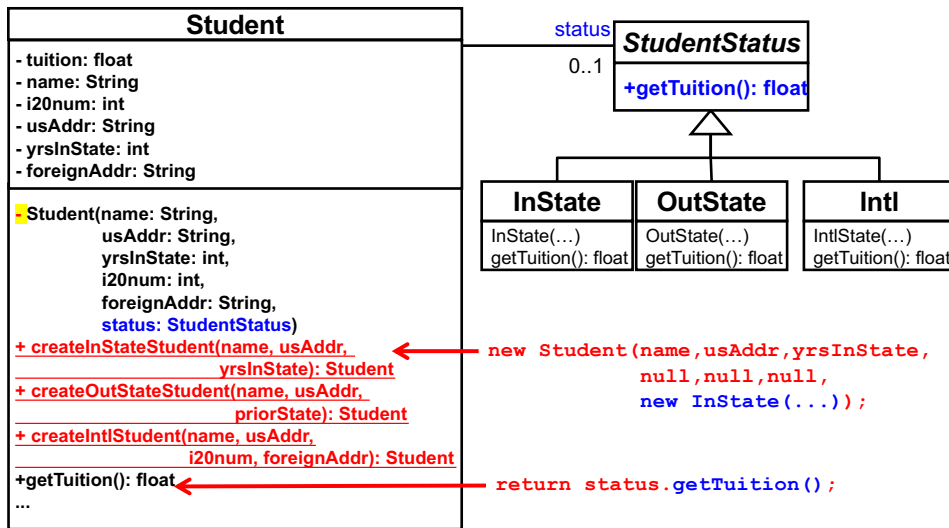 Student
- tuition: float
- name: String
- i20num: int
- usAddr: String
- yrsInState: int
- foreignAddr: String
- Student(name: String,
usAddr: String,
yrsInState: int,
i20num: int,
foreignAddr: String,
status: StudentStatus)
+ createInStateStudent(name, usAddr,
yrsInState): Student
+ createOutStateStudent(name, usAddr,
priorState): Student
+ createIntlStudent(name, usAddr,
i20num, foreignAddr): Student
+getTuition(): float
...
status
0..1
StudentStatus
+getTuition(): float
InState
InState(...)
getTuition(): float
OutState
OutState(...)
getTuition(): float
Intl
IntlState(...)
getTuition(): float
new Student(name,usAddr,yrsInState,
null,null,null,
new InState(...));
return status.getTuition();